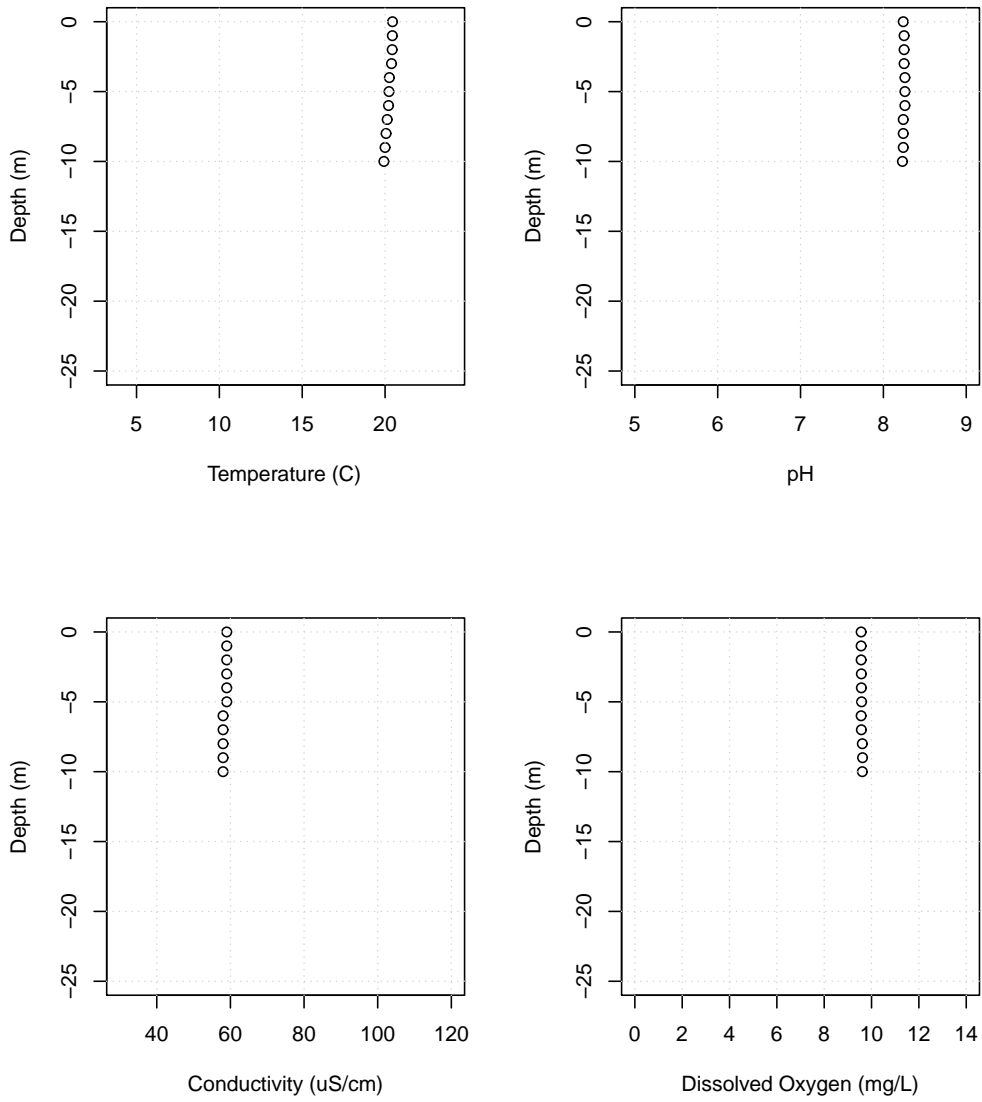 0
−5
−10
−15
−20
−25
Depth (m)
5 10 15 20
Temperature (C)
0
−5
−10
−15
−20
−25
Depth (m)
5 6 7 8 9
pH
0
−5
−10
−15
−20
−25
Depth (m)
40 60 80 100 120
Conductivity (uS/cm)
0
−5
−10
−15
−20
−25
Depth (m)
0 2 4 6 8 10 12 14
Dissolved Oxygen (mg/L)